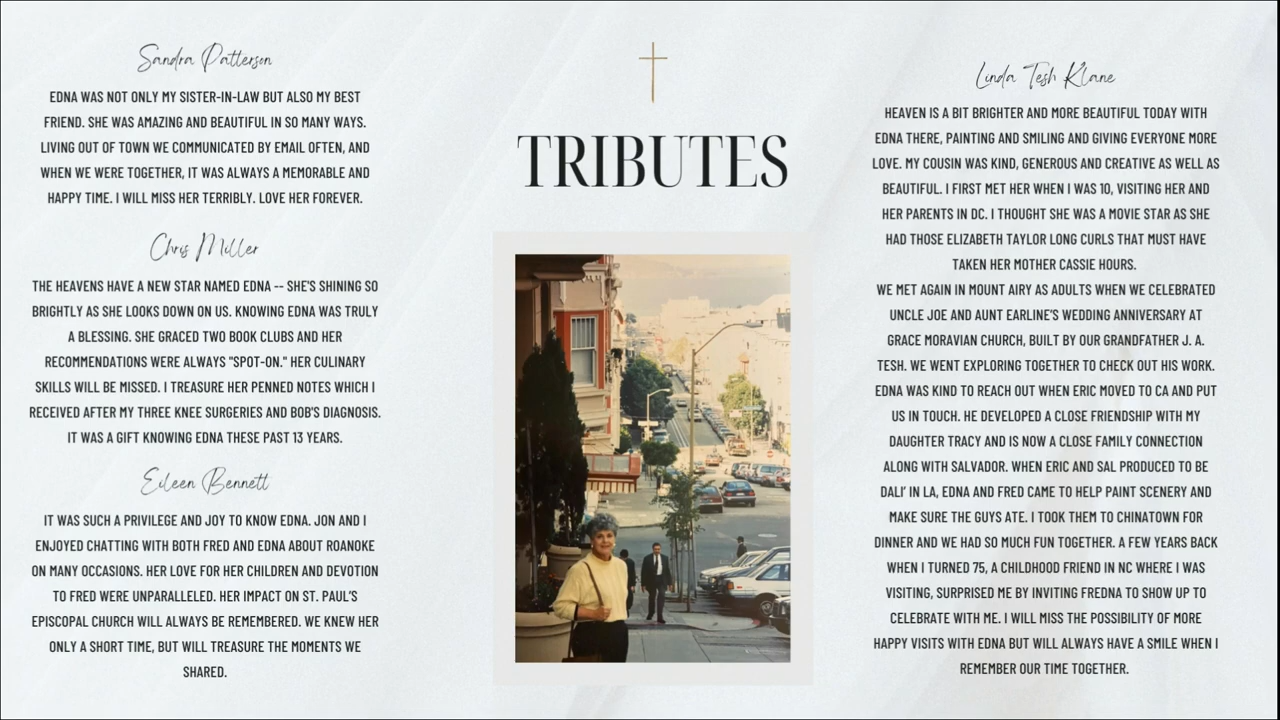 Sandra Patterson
EDNA WAS NOT ONLY MY SISTER-IN-LAW BUT ALSO MY BEST
FRIEND. SHE WAS AMAZING AND BEAUTIFUL IN SO MANY WAYS.
LIVING OUT OF TOWN WE COMMUNICATED BY EMAIL OFTEN, AND
WHEN WE WERE TOGETHER, IT WAS ALWAYS A MEMORABLE AND
HAPPY TIME. I WILL MISS HER TERRIBLY. LOVE HER FOREVER.
Chris Miller
THE HEAVENS HAVE A NEW STAR NAMED EDNA -- SHE'S SHINING SO
BRIGHTLY AS SHE LOOKS DOWN ON US. KNOWING EDNA WAS TRULY
A BLESSING. SHE GRACED TWO BOOK CLUBS AND HER
RECOMMENDATIONS WERE ALWAYS "SPOT-ON." HER CULINARY
SKILLS WILL BE MISSED. I TREASURE HER PENNED NOTES WHICH I
RECEIVED AFTER MY THREE KNEE SURGERIES AND BOB'S DIAGNOSIS.
IT WAS A GIFT KNOWING EDNA THESE PAST 13 YEARS.
Eileen Bennett
IT WAS SUCH A PRIVILEGE AND JOY TO KNOW EDNA. JON AND I
ENJOYED CHATTING WITH BOTH FRED AND EDNA ABOUT ROANOKE
ON MANY OCCASIONS. HER LOVE FOR HER CHILDREN AND DEVOTION
TO FRED WERE UNPARALLELED. HER IMPACT ON ST. PAUL'S
EPISCOPAL CHURCH WILL ALWAYS BE REMEMBERED. WE KNEW HER
ONLY A SHORT TIME, BUT WILL TREASURE THE MOMENTS WE
SHARED.
TRIBUTES
Linda Tesh Klane
HEAVEN IS A BIT BRIGHTER AND MORE BEAUTIFUL TODAY WITH
EDNA THERE, PAINTING AND SMILING AND GIVING EVERYONE MORE
LOVE. MY COUSIN WAS KIND, GENEROUS AND CREATIVE AS WELL AS
BEAUTIFUL. I FIRST MET HER WHEN I WAS 10, VISITING HER AND
HER PARENTS IN DC. I THOUGHT SHE WAS A MOVIE STAR AS SHE
HAD THOSE ELIZABETH TAYLOR LONG CURLS THAT MUST HAVE
TAKEN HER MOTHER CASSIE HOURS.
WE MET AGAIN IN MOUNT AIRY AS ADULTS WHEN WE CELEBRATED
UNCLE JOE AND AUNT EARLINE'S WEDDING ANNIVERSARY AT
GRACE MORAVIAN CHURCH, BUILT BY OUR GRANDFATHER J. A.
TESH. WE WENT EXPLORING TOGETHER TO CHECK OUT HIS WORK.
EDNA WAS KIND TO REACH OUT WHEN ERIC MOVED TO CA AND PUT
US IN TOUCH. HE DEVELOPED A CLOSE FRIENDSHIP WITH MY
DAUGHTER TRACY AND IS NOW A CLOSE FAMILY CONNECTION
ALONG WITH SALVADOR. WHEN ERIC AND SAL PRODUCED TO BE
DALI' IN LA, EDNA AND FRED CAME TO HELP PAINT SCENERY AND
MAKE SURE THE GUYS ATE. I TOOK THEM TO CHINATOWN FOR
DINNER AND WE HAD SO MUCH FUN TOGETHER. A FEW YEARS BACK
WHEN I TURNED 75, A CHILDHOOD FRIEND IN NC WHERE I WAS
VISITING, SURPRISED ME BY INVITING FREDNA TO SHOW UP TO
CELEBRATE WITH ME. I WILL MISS THE POSSIBILITY OF MORE
HAPPY VISITS WITH EDNA BUT WILL ALWAYS HAVE A SMILE WHEN I
REMEMBER OUR TIME TOGETHER.